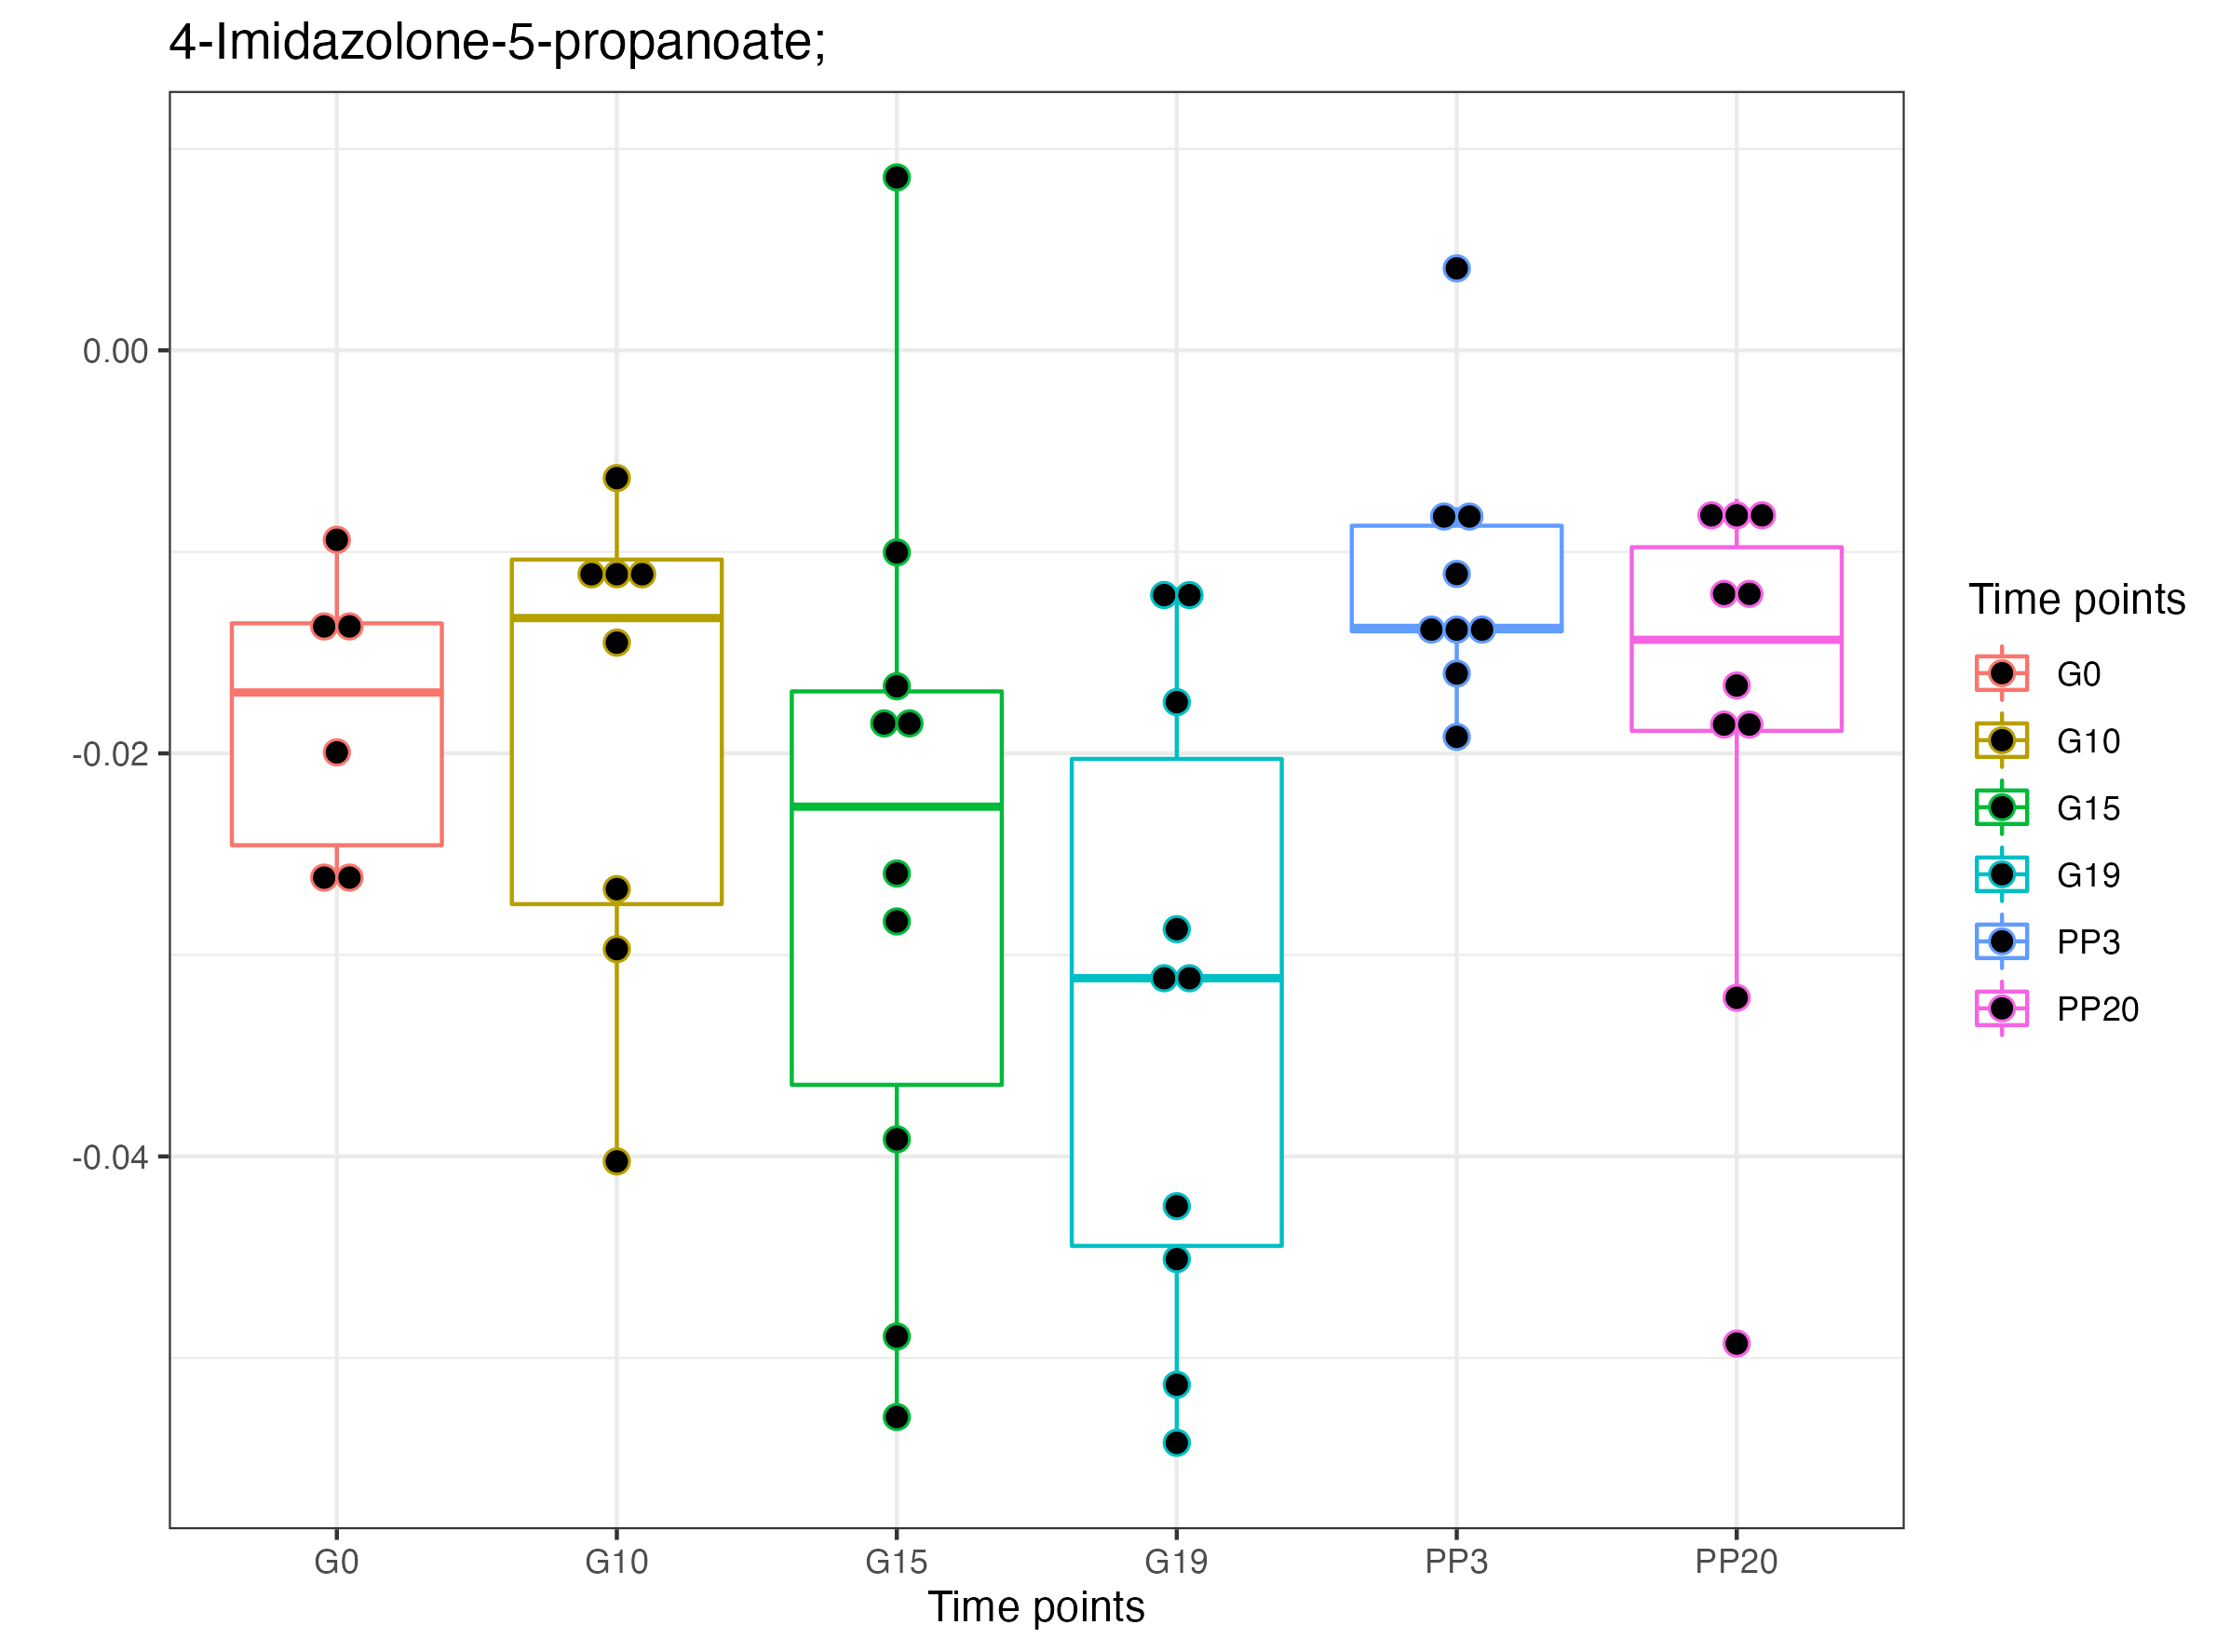 4-Imidazolone-5-propanoate;
0.00
-0.02
-0.04
G0 G10 G15 G19 PP3 PP20
Time points
Time points
G0
G10
G15
G19
PP3
PP20